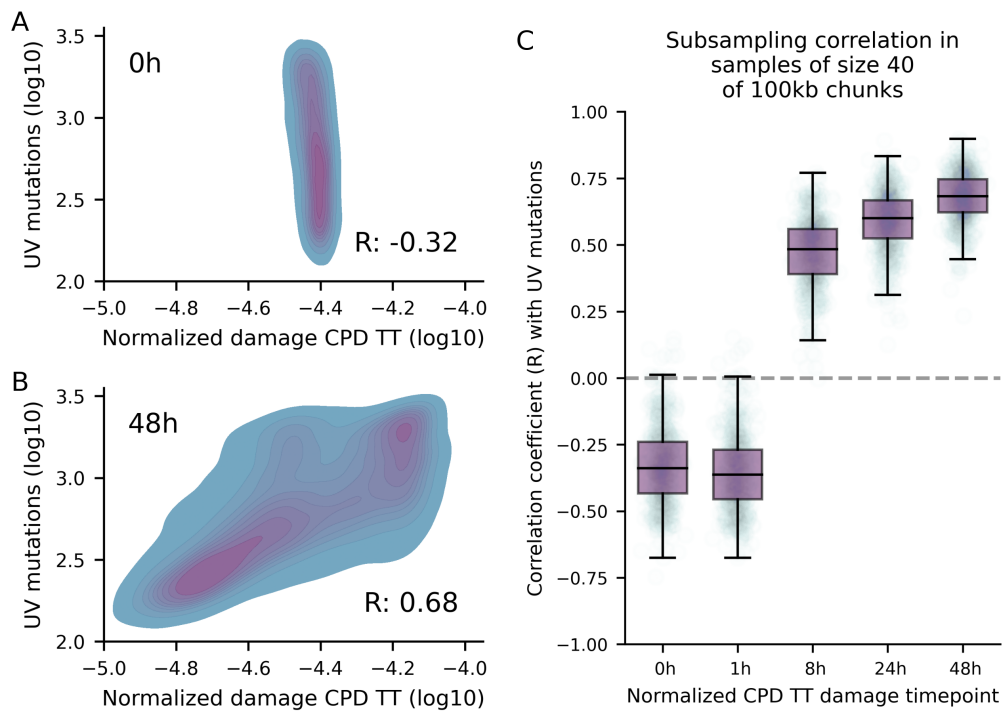 A
3.5
3.0
2.5
2.0
UV mutations (log10)
0h
R: -0.32
−5.0 −4.8 −4.6 −4.4 −4.2 −4.0
Normalized damage CPD TT (log10)
B
3.5
3.0
2.5
2.0
UV mutations (log10)
48h
R: 0.68
−5.0 −4.8 −4.6 −4.4 −4.2 −4.0
Normalized damage CPD TT (log10)
C
Subsampling correlation in
samples of size 40
of 100kb chunks
1.00
0.75
0.50
0.25
0.00
−0.25
−0.50
−0.75
−1.00
Correlation coefficient (R) with UV mutations
0h 1h 8h 24h 48h
Normalized CPD TT damage timepoint